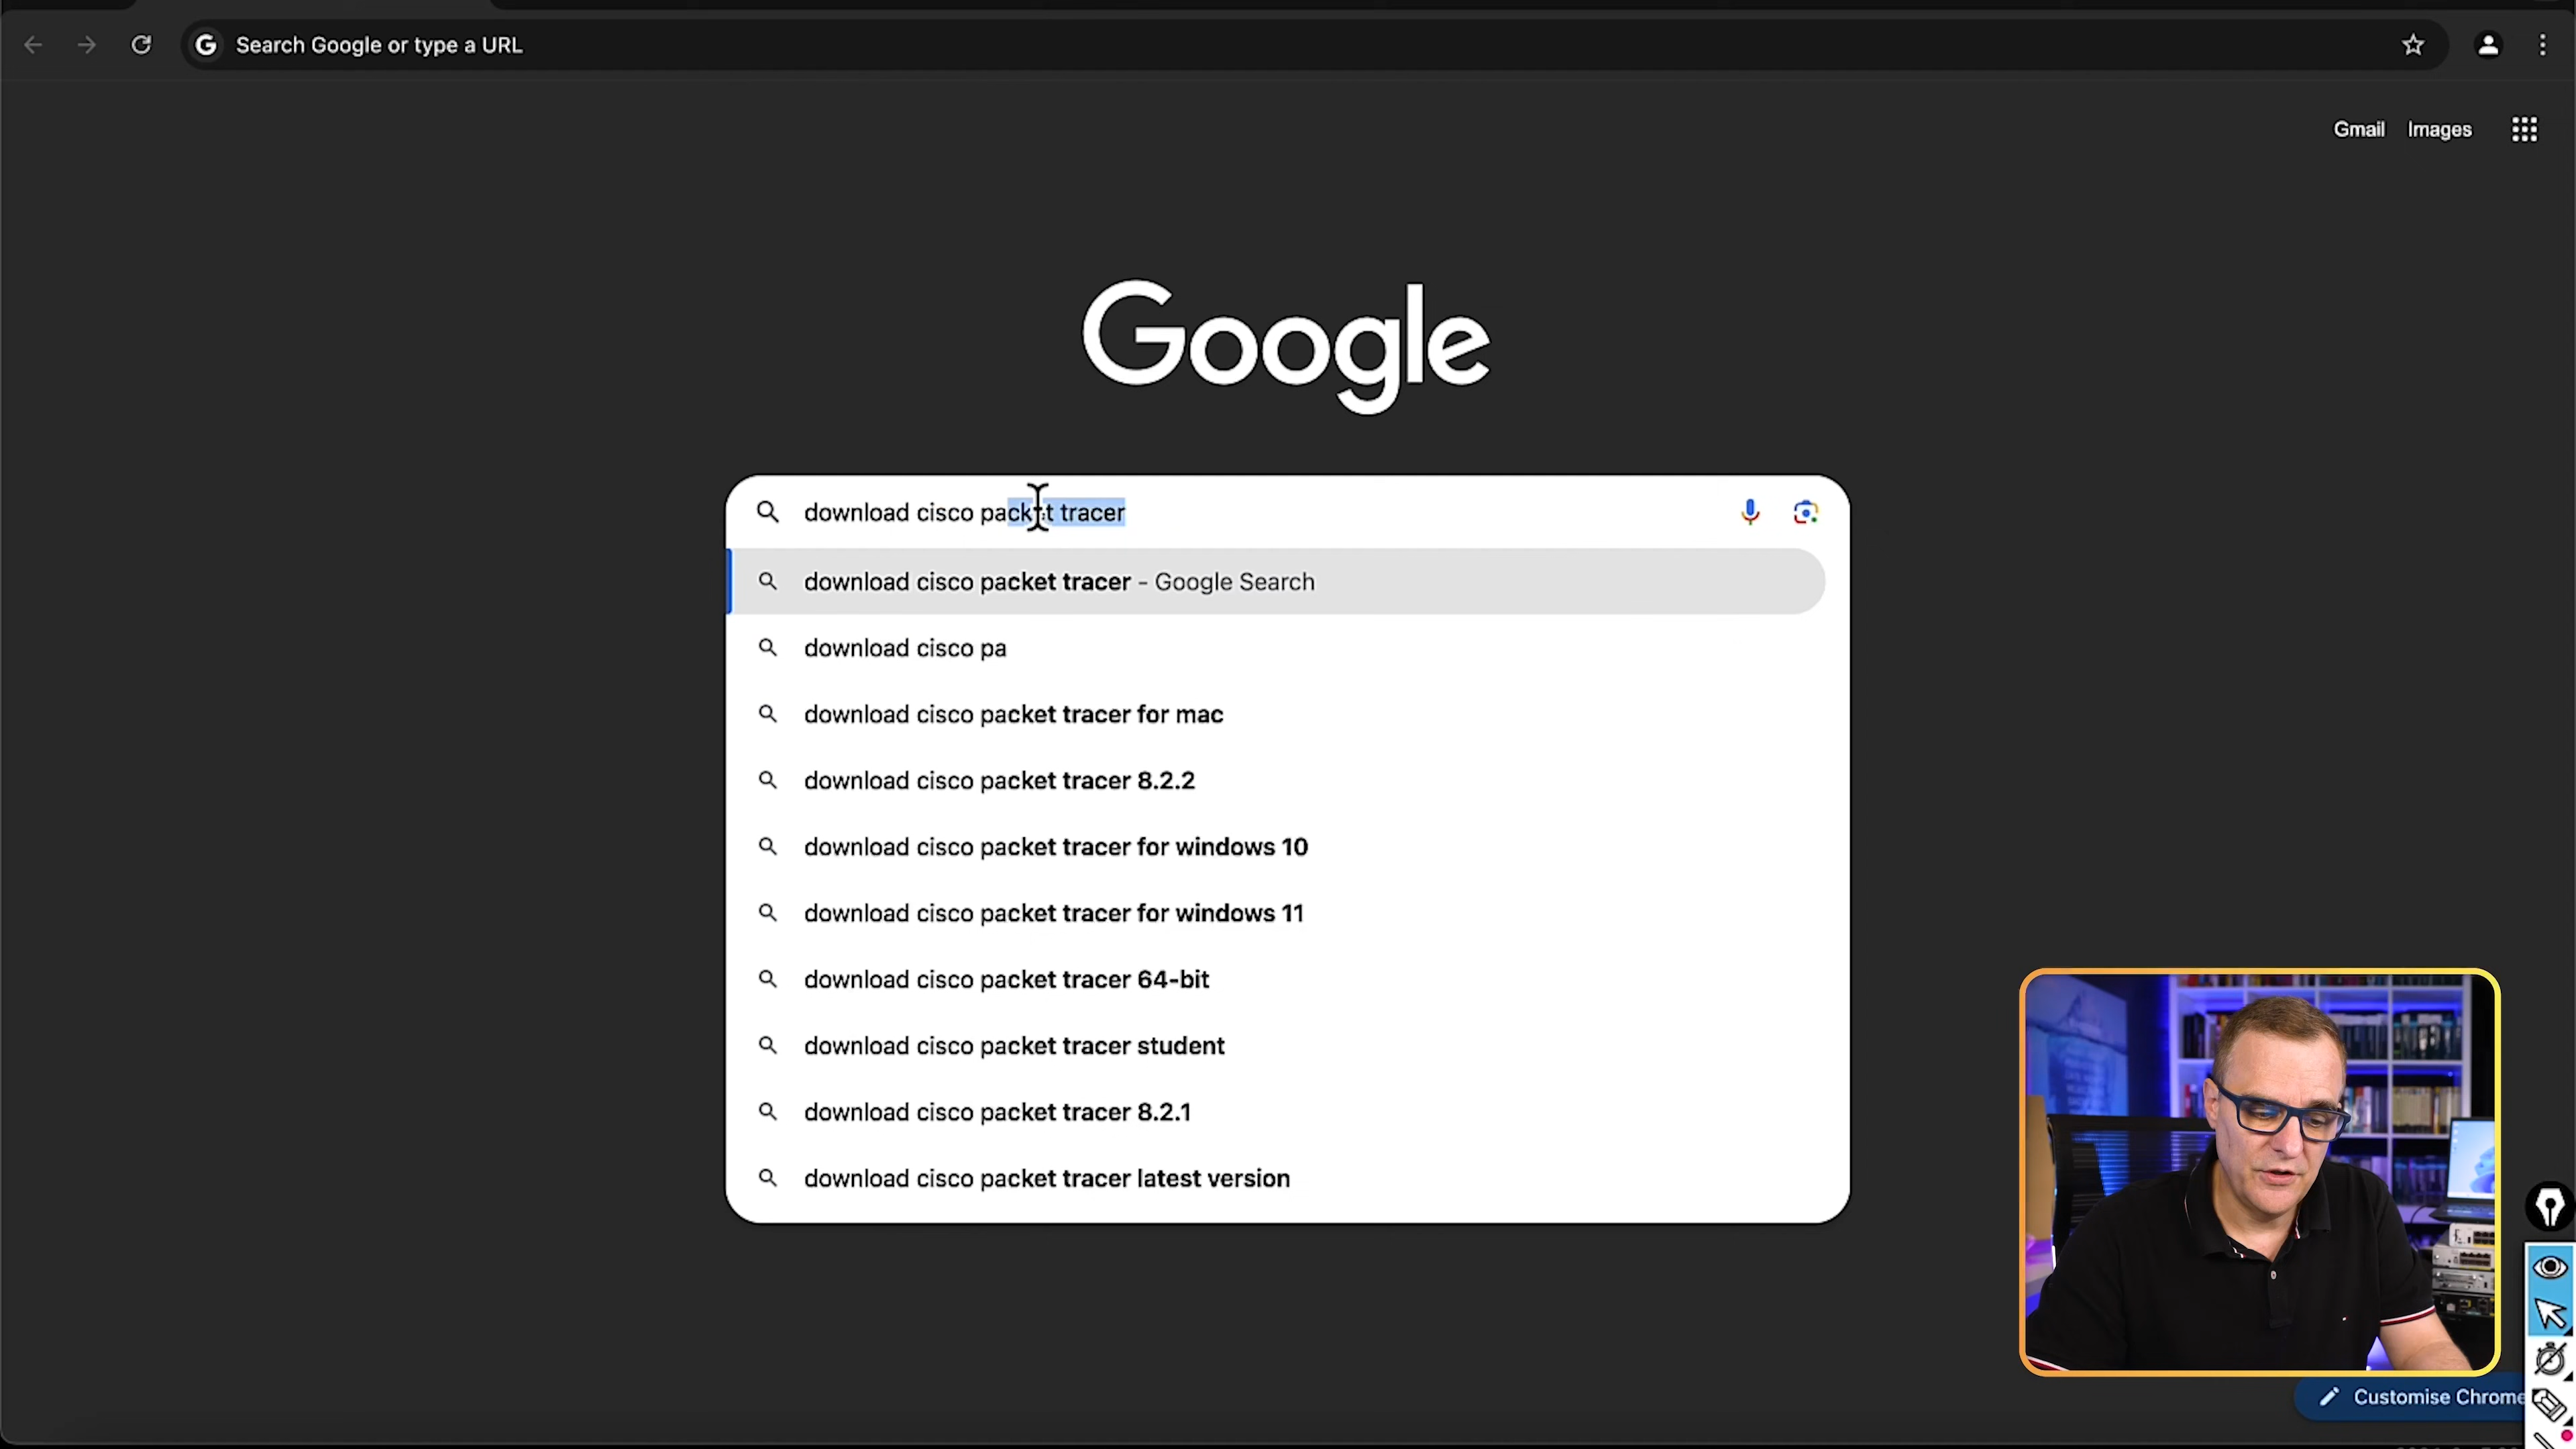 Search Google or type a URL
Gmail Images
Google
download cisco packet tracer
download cisco packet tracer - Google Search
download cisco pa
download cisco packet tracer for mac
download cisco packet tracer 8.2.2
download cisco packet tracer for windows 10
download cisco packet tracer for windows 11
download cisco packet tracer 64-bit
download cisco packet tracer student
download cisco packet tracer 8.2.1
download cisco packet tracer latest version
Customise Chrome